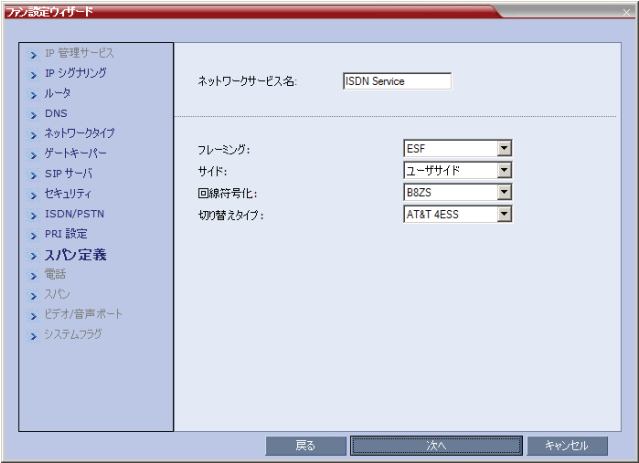 ファン設定ウィザード
IP 管理サービス
IP シグナリング
ルータ
DNS
ネットワークタイプ
ゲートキーパー
SIP サーバ
セキュリティ
ISDN/PSTN
PRI 設定
スパン定義
電話
スパン
ビデオ/音声ポート
システムフラグ
ネットワークサービス名: ISDN Service
フレーミング: ESF
サイド: ユーザサイド
回線符号化: B8ZS
切り替えタイプ: AT&T 4ESS
戻る 次へ キャンセル